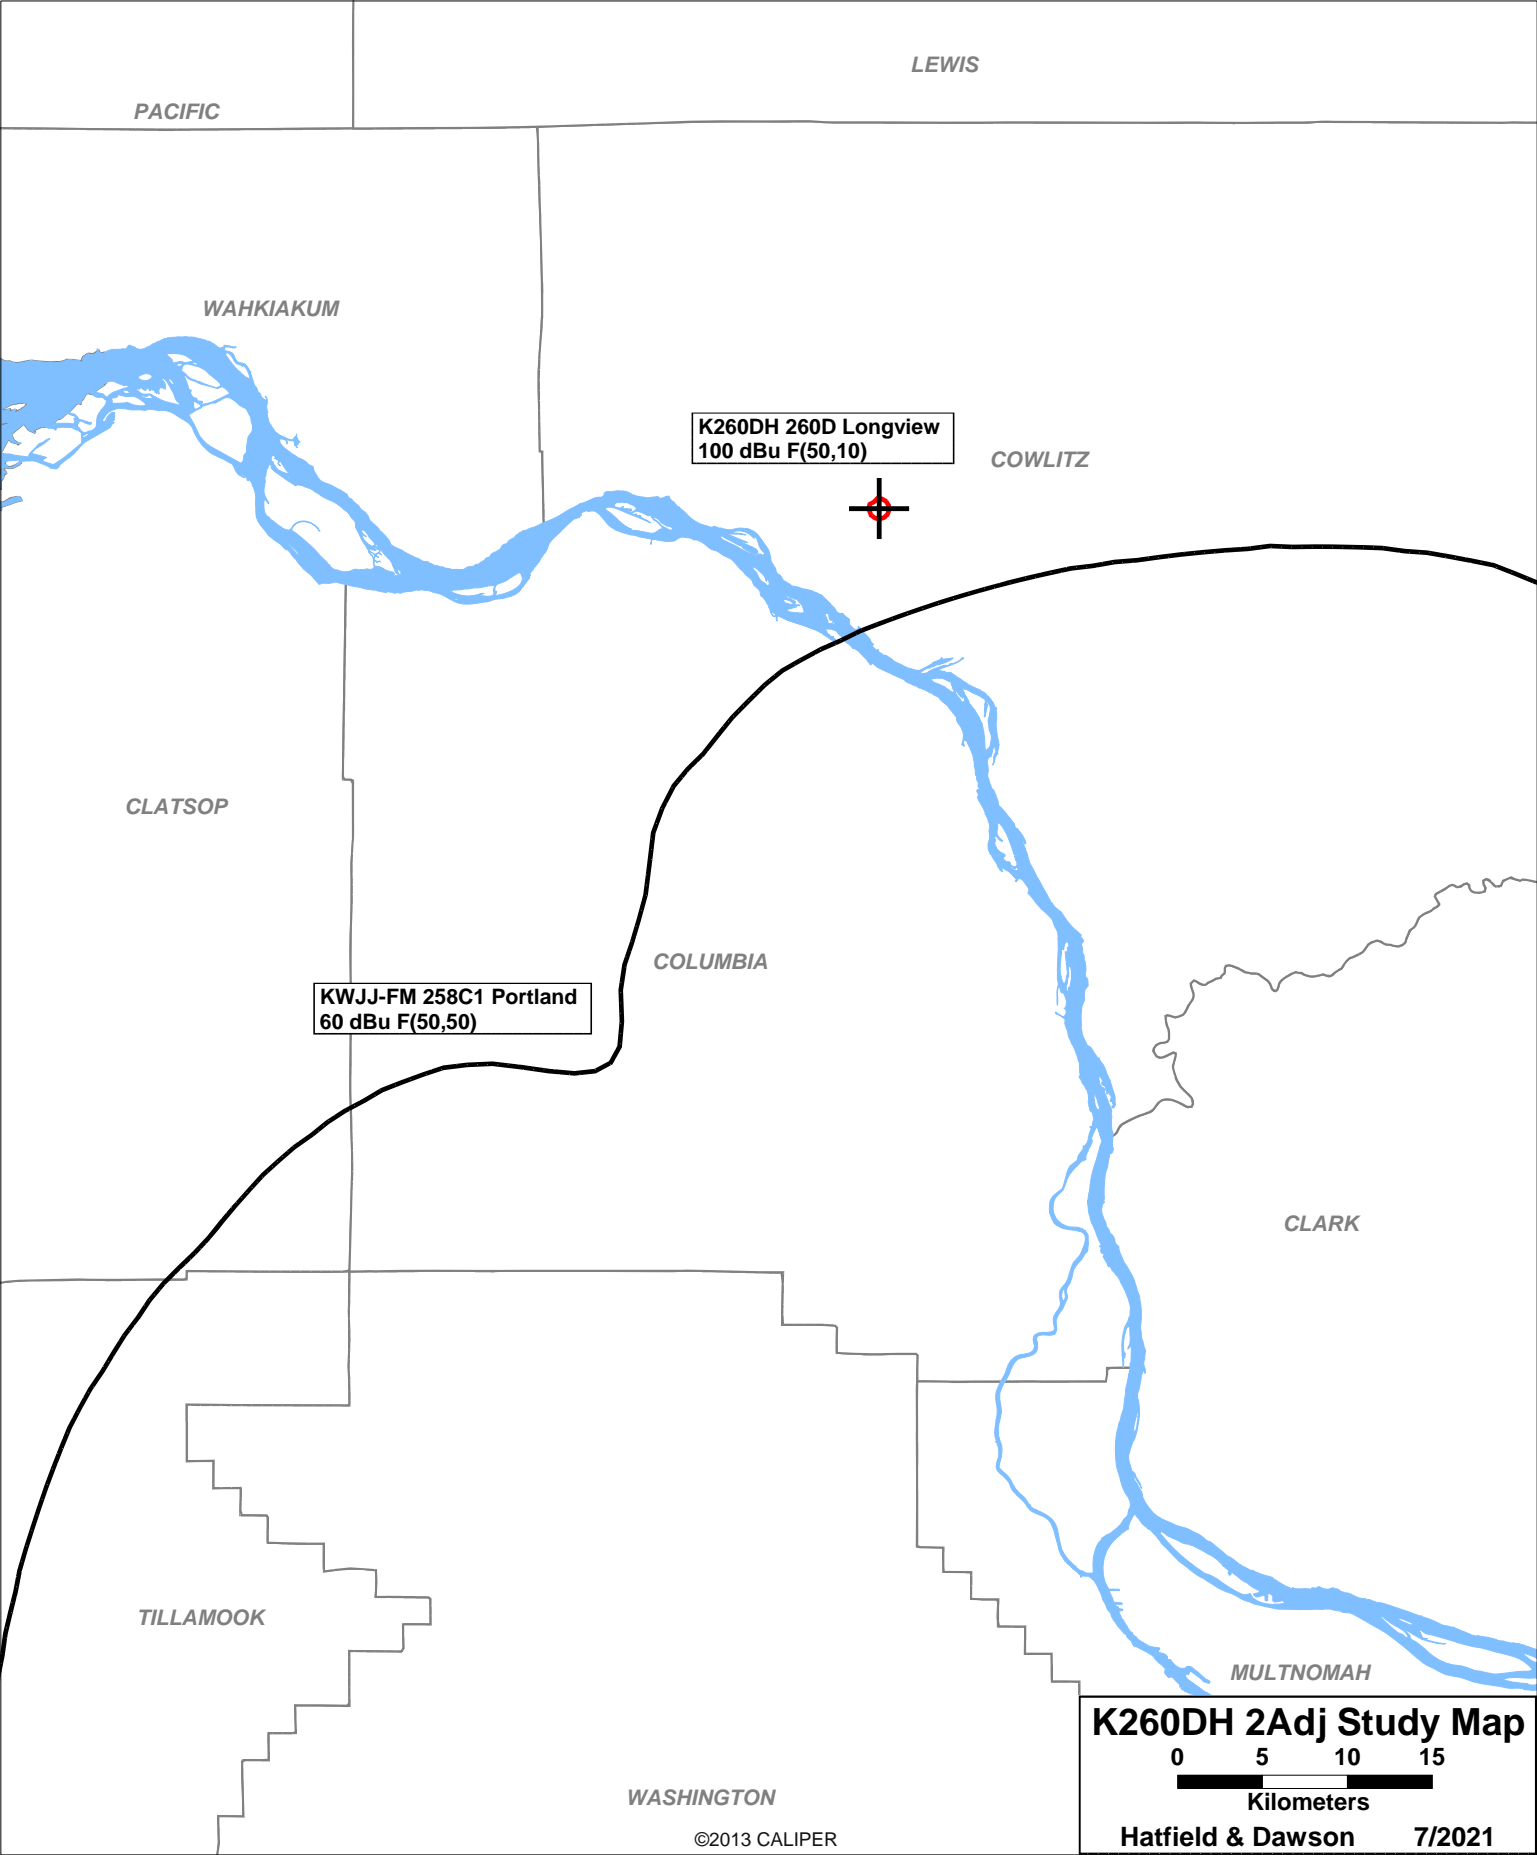 LEWIS
PACIFIC
WAHKIAKUM
K260DH 260D Longview
100 dBu F(50,10)
COWLITZ
CLATSOP
COLUMBIA
KWJJ-FM 258C1 Portland
60 dBu F(50,50)
CLARK
TILLAMOOK
MULTNOMAH
WASHINGTON
©2013 CALIPER
K260DH 2Adj Study Map
0 5 10 15
Kilometers
Hatfield & Dawson 7/2021